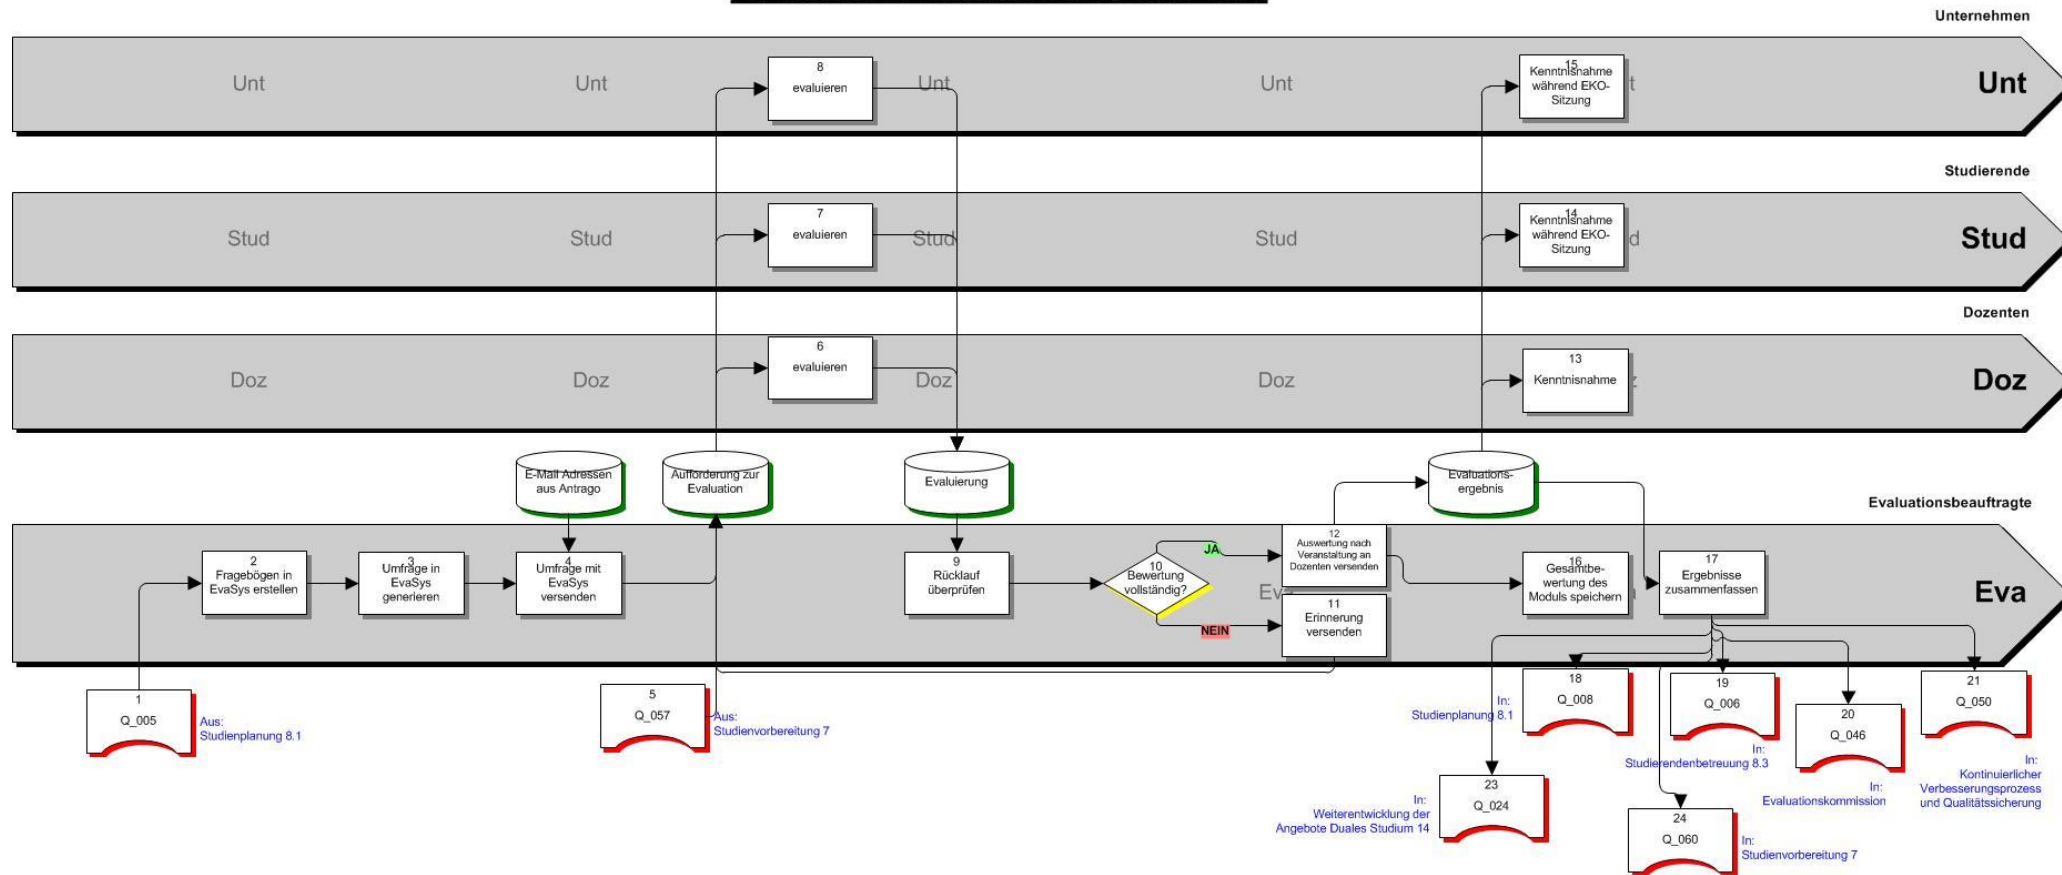 Unternehmen
Unt
Unt
Unt
Unt
Unt
8
evaluieren
15
Kenntnisnahme
während EKO-
Sitzung
t
Studierende
Stud
Stud
Stud
Stud
Stud
7
evaluieren
14
Kenntnisnahme
während EKO-
Sitzung
d
Dozenten
Doz
Doz
Doz
Doz
Doz
6
evaluieren
13
Kenntnisnahme
z
E-Mail Adressen
aus Antrago
Aufforderung zur
Evaluation
Evaluierung
Evaluations-
ergebnis
Evaluationsbeauftragte
2
Fragebögen in
EvaSys erstellen
3
Umfrage in
EvaSys
generieren
4
Umfrage mit
EvaSys
versenden
9
Rücklauf
überprüfen
10
Bewertung
vollständig?
JA
NEIN
12
Auswertung nach
Veranstaltung an
Dozenten versenden
Eva
11
Erinnerung
versenden
16
Gesamtbe-
wertung des
Moduls speichern
a
17
Ergebnisse
zusammenfassen
Eva
1
Q_005
Aus:
Studienplanung 8.1
5
Q_057
Aus:
Studienvorbereitung 7
18
Q_008
In:
Studienplanung 8.1
19
Q_006
In:
Studierendenbetreuung 8.3
20
Q_046
In:
Evaluationskommission
21
Q_050
In:
Kontinuierlicher
Verbesserungsprozess
und Qualitätssicherung
23
Q_024
In:
Weiterentwicklung der
Angebote Duales Studium 14
24
Q_060
In:
Studienvorbereitung 7